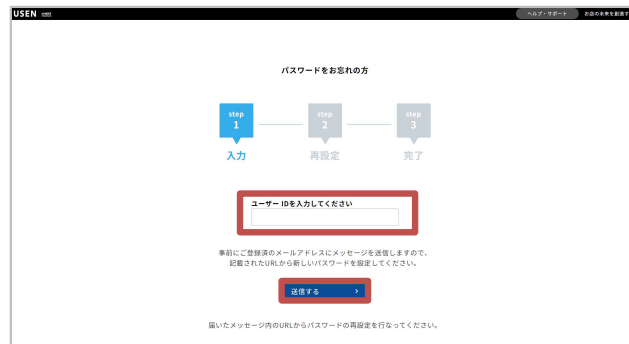 USEN
ヘルプ・サポート
お店の未来を創造す
パスワードをお忘れの方
step
1
step
2
step
3
入力
再設定
完了
ユーザー IDを入力してください
事前にご登録済のメールアドレスにメッセージを送信しますので、
記載されたURLから新しいパスワードを設定してください。
送信する
届いたメッセージ内のURLからパスワードの再設定を行なってください。